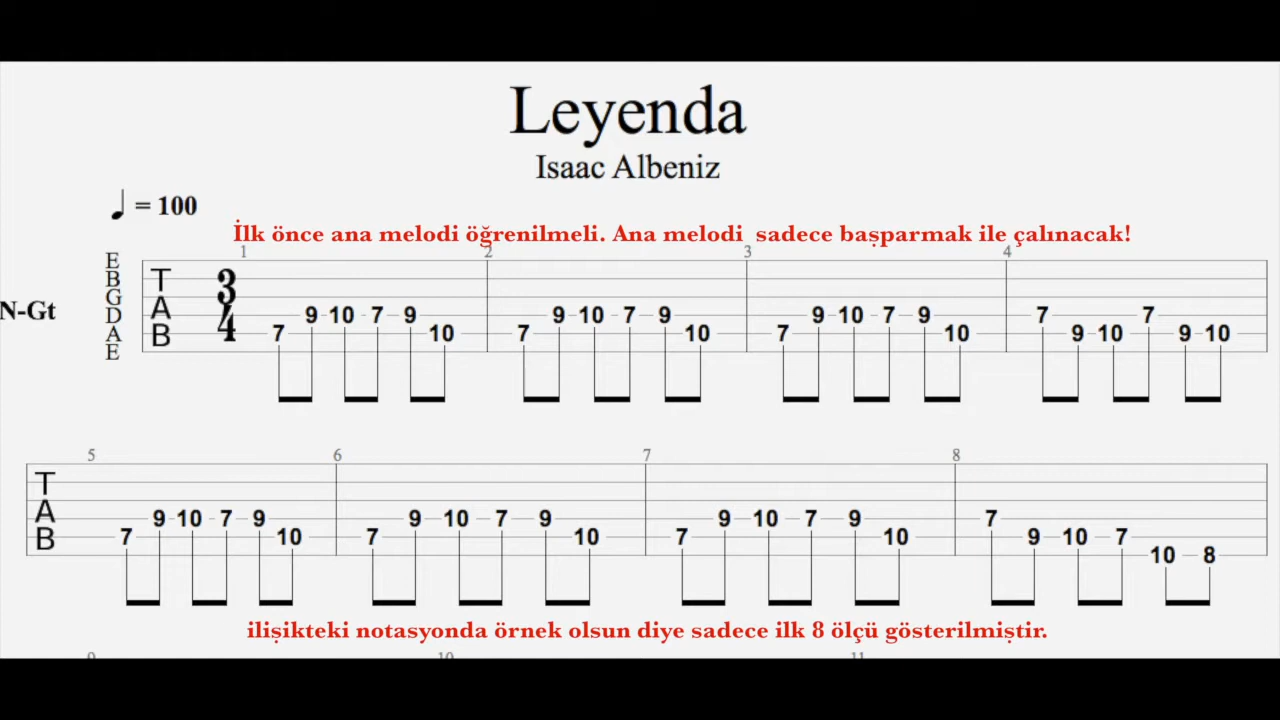 Leyenda
Isaac Albeniz
= 100
İlk önce ana melodi öğrenilmeli. Ana melodi sadece başparmak ile çalınacak!
1 2 3 4
E
B
G
D
A
E
N-Gt
T
A
B
3
4
9 10 7 9 9 10 7 9 9 10 7 9 7 7
7 10 7 10 7 10 9 10 9 10
5 6 7 8
T
A
B
9 10 7 9 9 10 7 9 9 10 7 9 7
7 10 7 10 7 10 9 10 7
10 8
ilişikteki notasyonda örnek olsun diye sadece ilk 8 ölçü gösterilmiştir.
9 10 11